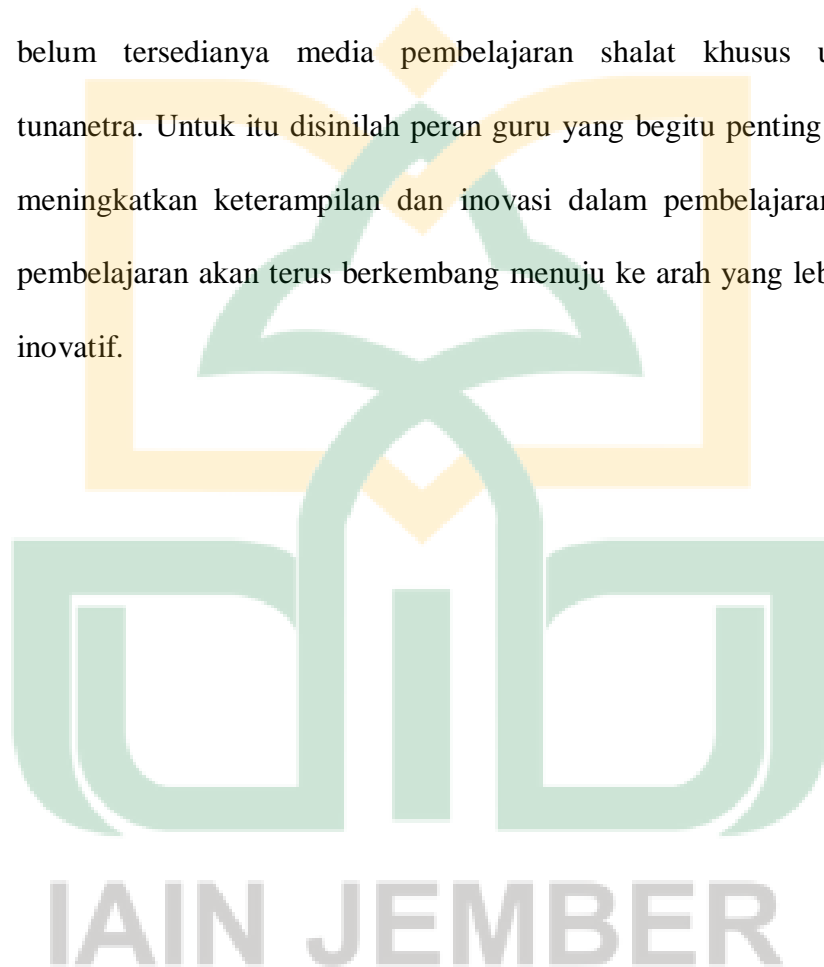 belum tersedianya media pembelajaran shalat khusus
tunanetra. Untuk itu disinilah peran guru yang begitu penting
meningkatkan keterampilan dan inovasi dalam pembelajaran
pembelajaran akan terus berkembang menuju ke arah yang
inovatif.
IAIN JEMBER